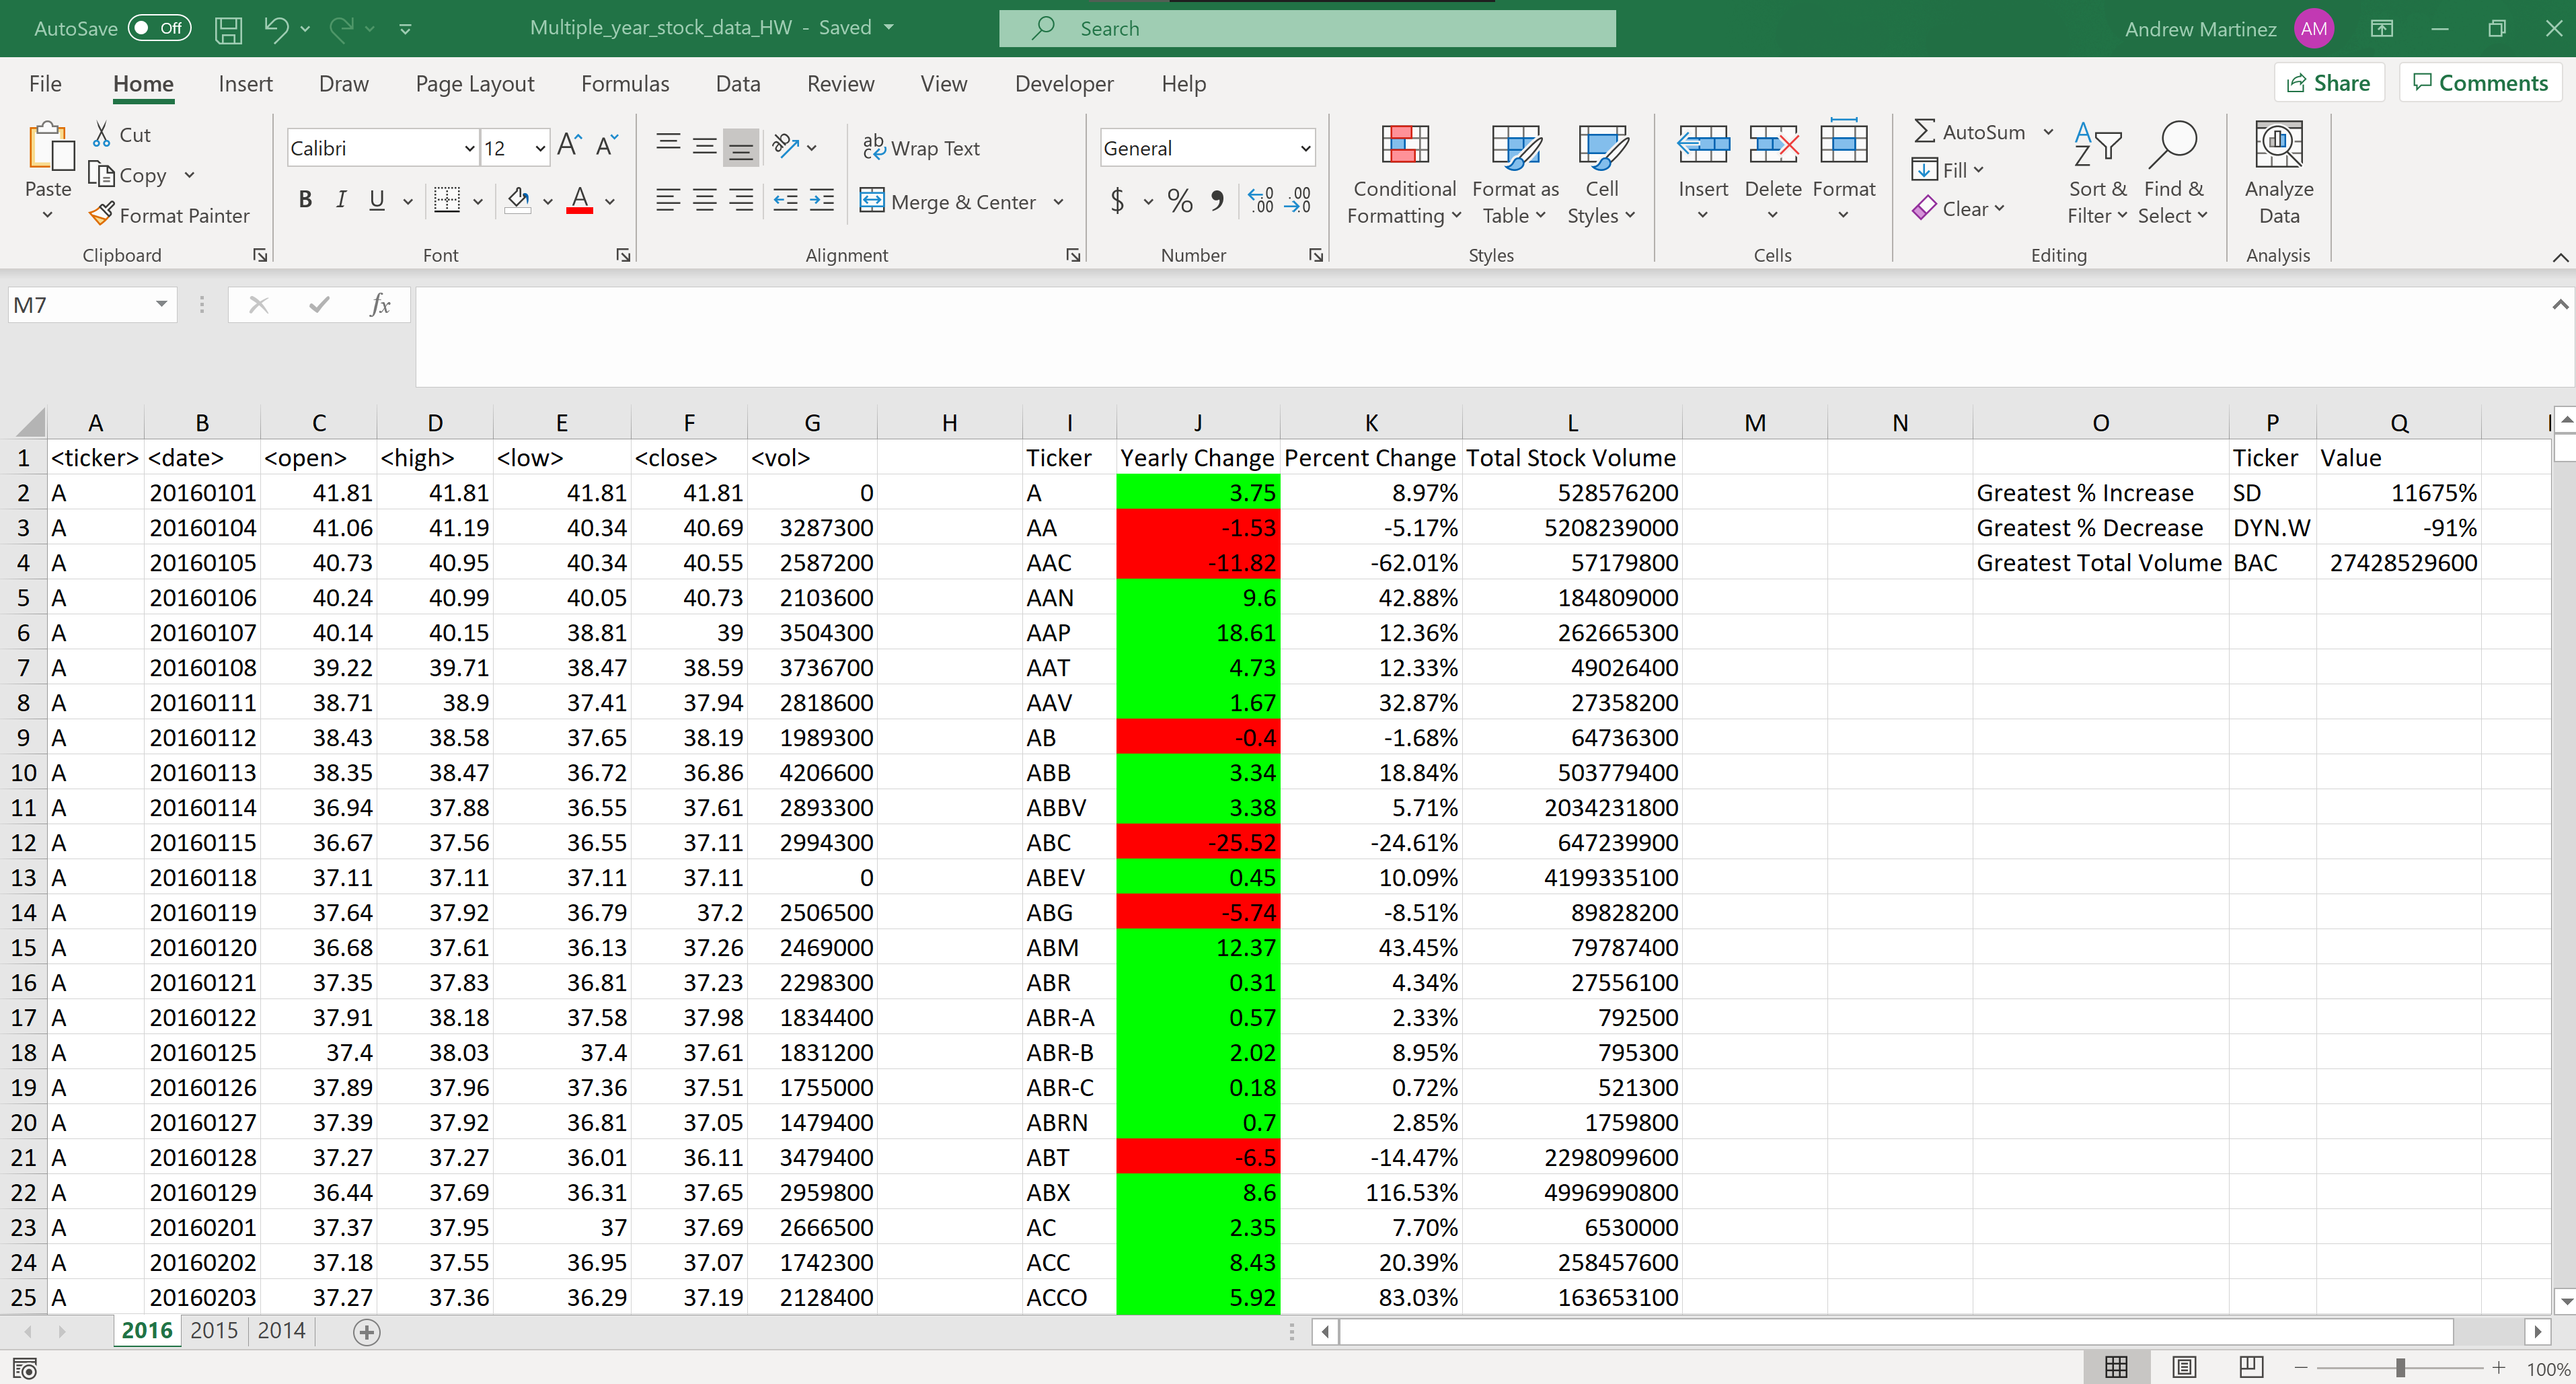 AutoSave Off Multiple_year_stock_data_HW - Saved Search Andrew Martinez AM
File Home Insert Draw Page Layout Formulas Data Review View Developer Help Share Comments
Paste Cut Copy Format Painter
Clipboard
Calibri 12
B I U A
Font
ab Wrap Text
Merge & Center
Alignment
General
$ % , .00 .00
Number
Conditional Formatting Format as Table Cell Styles
Styles
Insert Delete Format
Cells
AutoSum Fill Clear Sort & Filter Find & Select
Editing
Analyze Data
Analysis
M7 fx
A B C D E F G H I J K L M N O P Q
1 <ticker> <date> <open> <high> <low> <close> <vol> Ticker Yearly Change Percent Change Total Stock Volume Ticker Value
2 A 20160101 41.81 41.81 41.81 41.81 0 A 3.75 8.97% 528576200 Greatest % Increase SD 11675%
3 A 20160104 41.06 41.19 40.34 40.69 3287300 AA -1.53 -5.17% 5208239000 Greatest % Decrease DYN.W -91%
4 A 20160105 40.73 40.95 40.34 40.55 2587200 AAC -11.82 -62.01% 57179800 Greatest Total Volume BAC 27428529600
5 A 20160106 40.24 40.99 40.05 40.73 2103600 AAN 9.6 42.88% 184809000
6 A 20160107 40.14 40.15 38.81 39 3504300 AAP 18.61 12.36% 262665300
7 A 20160108 39.22 39.71 38.47 38.59 3736700 AAT 4.73 12.33% 49026400
8 A 20160111 38.71 38.9 37.41 37.94 2818600 AAV 1.67 32.87% 27358200
9 A 20160112 38.43 38.58 37.65 38.19 1989300 AB -0.4 -1.68% 64736300
10 A 20160113 38.35 38.47 36.72 36.86 4206600 ABB 3.34 18.84% 503779400
11 A 20160114 36.94 37.88 36.55 37.61 2893300 ABBV 3.38 5.71% 2034231800
12 A 20160115 36.67 37.56 36.55 37.11 2994300 ABC -25.52 -24.61% 647239900
13 A 20160118 37.11 37.11 37.11 37.11 0 ABEV 0.45 10.09% 4199335100
14 A 20160119 37.64 37.92 36.79 37.2 2506500 ABG -5.74 -8.51% 89828200
15 A 20160120 36.68 37.61 36.13 37.26 2469000 ABM 12.37 43.45% 79787400
16 A 20160121 37.35 37.83 36.81 37.23 2298300 ABR 0.31 4.34% 27556100
17 A 20160122 37.91 38.18 37.58 37.98 1834400 ABR-A 0.57 2.33% 792500
18 A 20160125 37.4 38.03 37.4 37.61 1831200 ABR-B 2.02 8.95% 795300
19 A 20160126 37.89 37.96 37.36 37.51 1755000 ABR-C 0.18 0.72% 521300
20 A 20160127 37.39 37.92 36.81 37.05 1479400 ABRN 0.7 2.85% 1759800
21 A 20160128 37.27 37.27 36.01 36.11 3479400 ABT -6.5 -14.47% 2298099600
22 A 20160129 36.44 37.69 36.31 37.65 2959800 ABX 8.6 116.53% 4996990800
23 A 20160201 37.37 37.95 37 37.69 2666500 AC 2.35 7.70% 6530000
24 A 20160202 37.18 37.55 36.95 37.07 1742300 ACC 8.43 20.39% 258457600
25 A 20160203 37.27 37.36 36.29 37.19 2128400 ACCO 5.92 83.03% 163653100
2016 2015 2014
100%